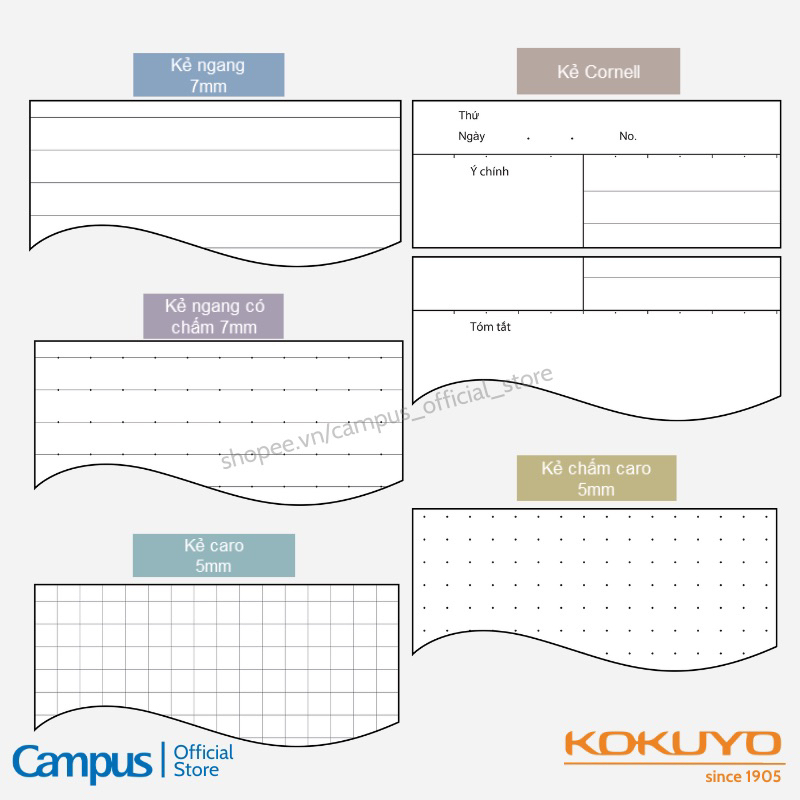 Kẻ ngang
7mm
Kẻ Cornell
Thứ
Ngày . . No.
Ý chính
Tóm tắt
Kẻ ngang có
chấm 7mm
shopee.vn/campus_official_store
Kẻ chấm caro
5mm
Kẻ caro
5mm
Campus Official
Store
KOKUYO
since 1905